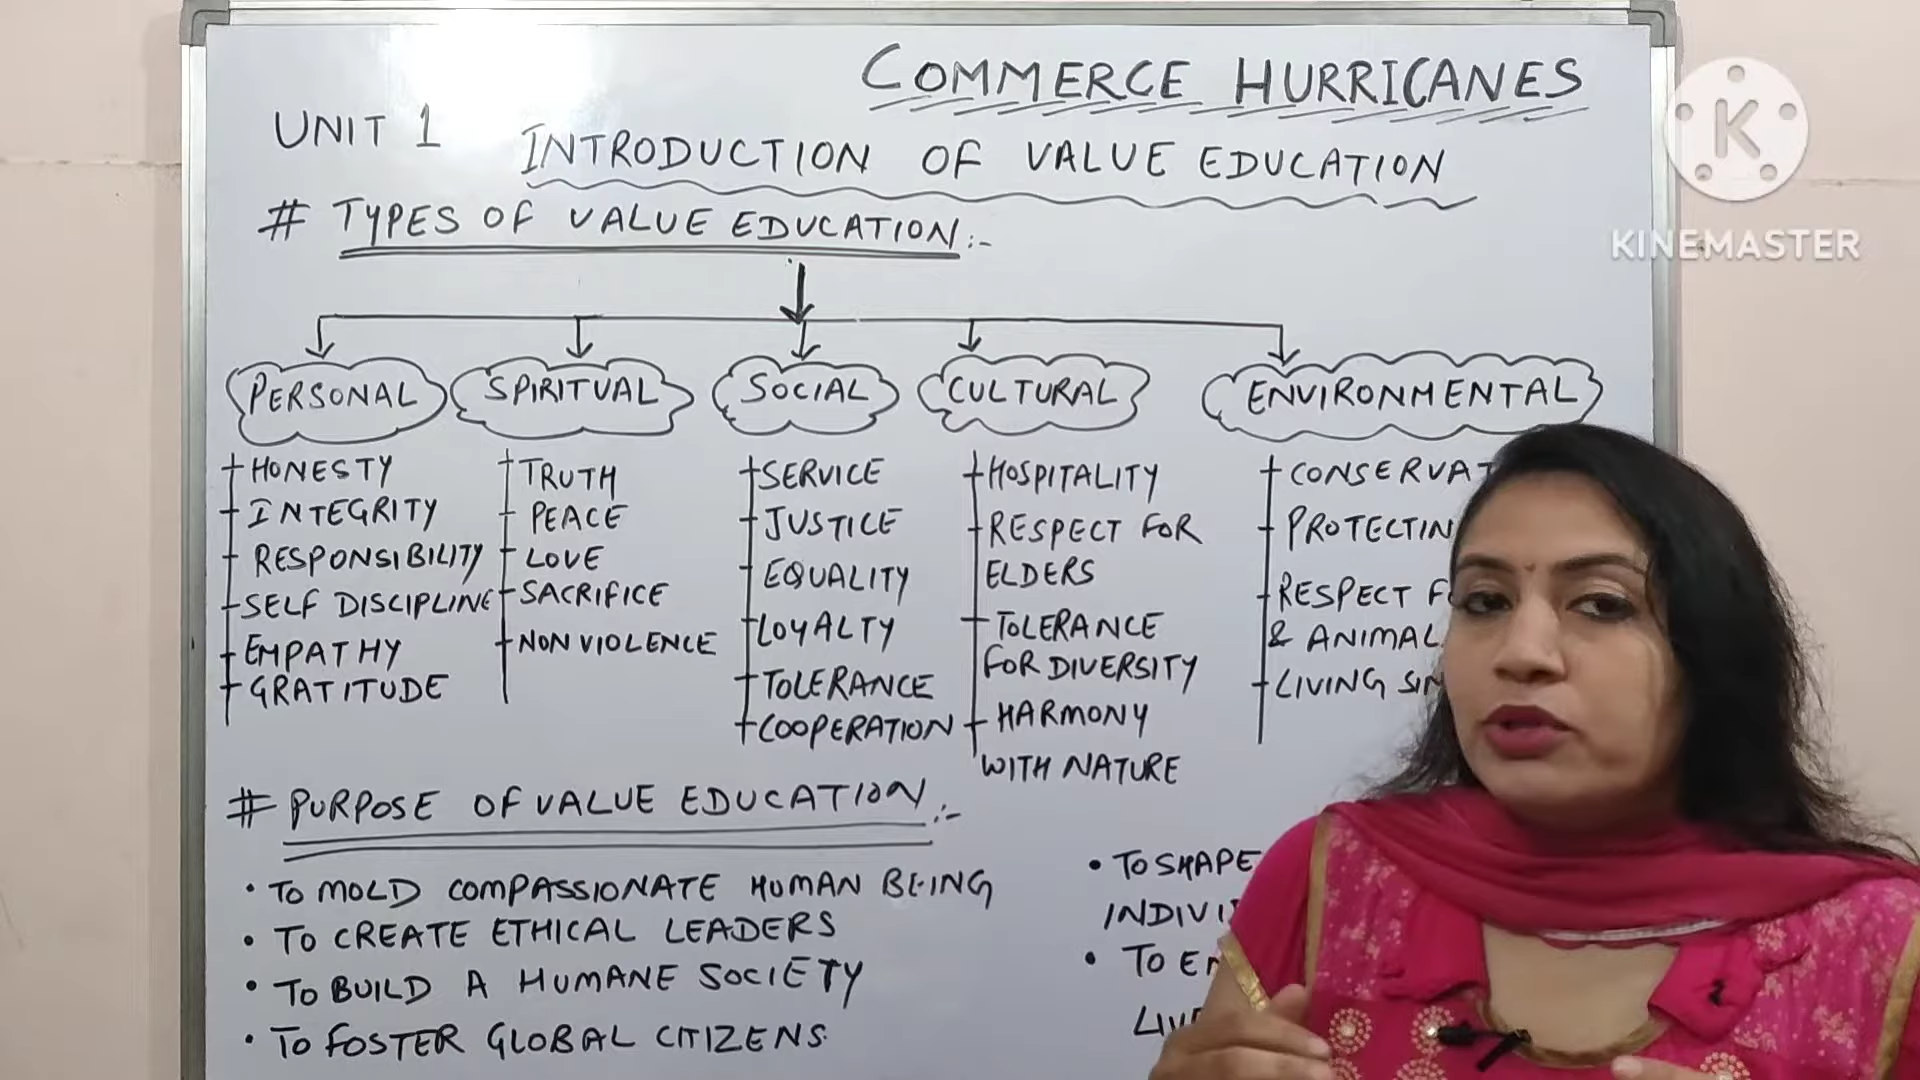 COMMERCE HURRICANES
UNIT 1
INTRODUCTION OF VALUE EDUCATION
# TYPES OF VALUE EDUCATION :-
K
KINEMASTER
PERSONAL
HONESTY
INTEGRITY
RESPONSIBILITY
SELF DISCIPLINE
EMPATHY
GRATITUDE
SPIRITUAL
TRUTH
PEACE
LOVE
SACRIFICE
NON VIOLENCE
SOCIAL
SERVICE
JUSTICE
EQUALITY
LOYALTY
TOLERANCE
COOPERATION
CULTURAL
HOSPITALITY
RESPECT FOR
ELDERS
TOLERANCE
FOR DIVERSITY
HARMONY
WITH NATURE
ENVIRONMENTAL
RESPECT
& ANIMAL
LIVING
# PURPOSE OF VALUE EDUCATION :-
• TO MOLD COMPASSIONATE HUMAN BEING
• TO CREATE ETHICAL LEADERS
• TO BUILD A HUMANE SOCIETY
• TO FOSTER GLOBAL CITIZENS
• TO SHAPE
• TO